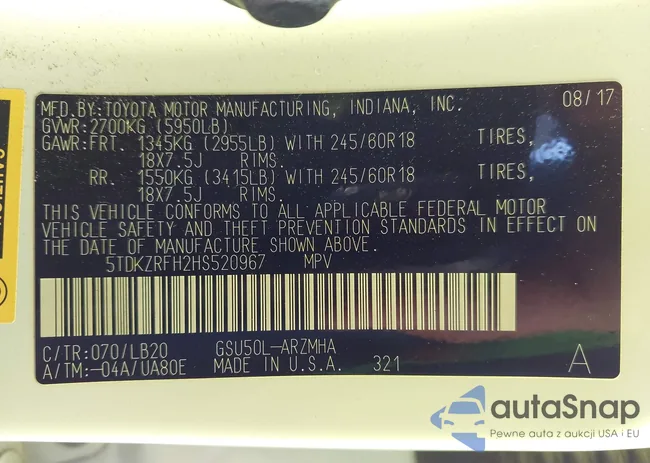 MFD.BY:TOYOTA MOTOR MANUFACTURING, INDIANA, INC. 08/17
GVWR:2700KG (5950LB)
GAWR:FRT. 1345KG (2955LB) WITH 245/60R18 TIRES,
18X7.5J RIMS.
RR. 1550KG (3415LB) WITH 245/60R18 TIRES,
18X7.5J RIMS.
THIS VEHICLE CONFORMS TO ALL APPLICABLE FEDERAL MOTOR
VEHICLE SAFETY AND THEFT PREVENTION STANDARDS IN EFFECT ON
THE DATE OF MANUFACTURE SHOWN ABOVE.
5TDKZRFH2HS520967 MPV
C/TR:070/LB20 GSU50L-ARZMHA
A/TM:-04A/UA80E MADE IN U.S.A. 321 A
autaSnap
Pewne auta z aukcji USA i EU